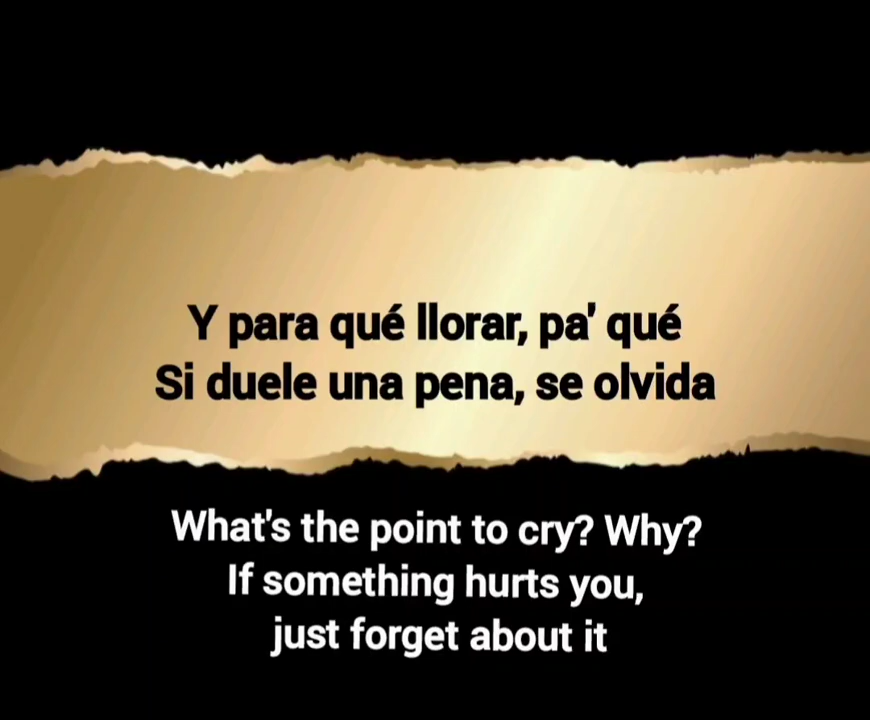 Y para qué llorar, pa' qué
Si duele una pena, se olvida
What's the point to cry? Why?
If something hurts you,
just forget about it